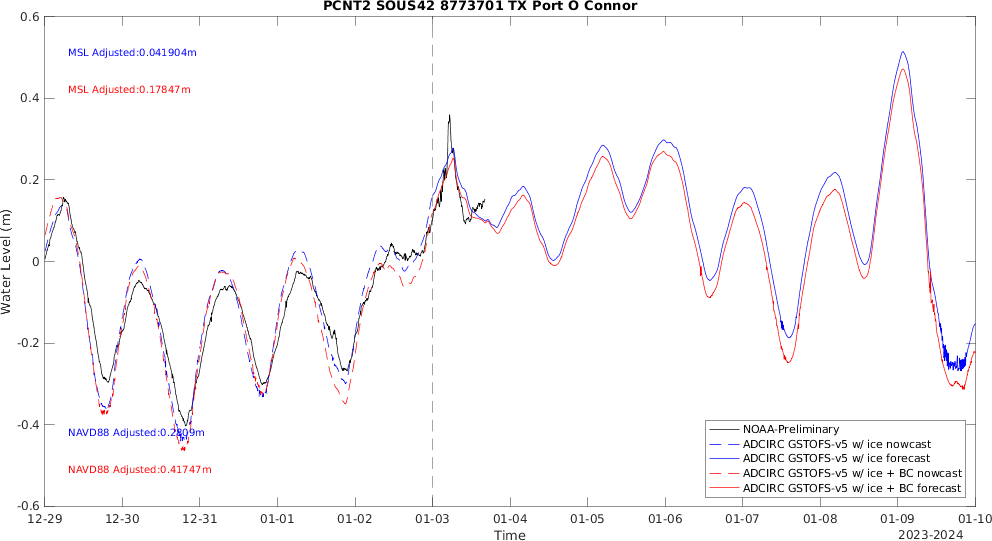 PCNT2 SOUS42 8773701 TX Port O Connor
0.6
0.4
0.2
0
-0.2
-0.4
-0.6
Water Level (m)
MSL Adjusted:0.041904m
MSL Adjusted:0.17847m
NAVD88 Adjusted:0.2809m
NAVD88 Adjusted:0.41747m
NOAA-Preliminary
ADCIRC GSTOFS-v5 w/ ice nowcast
ADCIRC GSTOFS-v5 w/ ice forecast
ADCIRC GSTOFS-v5 w/ ice + BC nowcast
ADCIRC GSTOFS-v5 w/ ice + BC forecast
12-29 12-30 12-31 01-01 01-02 01-03 01-04 01-05 01-06 01-07 01-08 01-09 01-10
Time
2023-2024